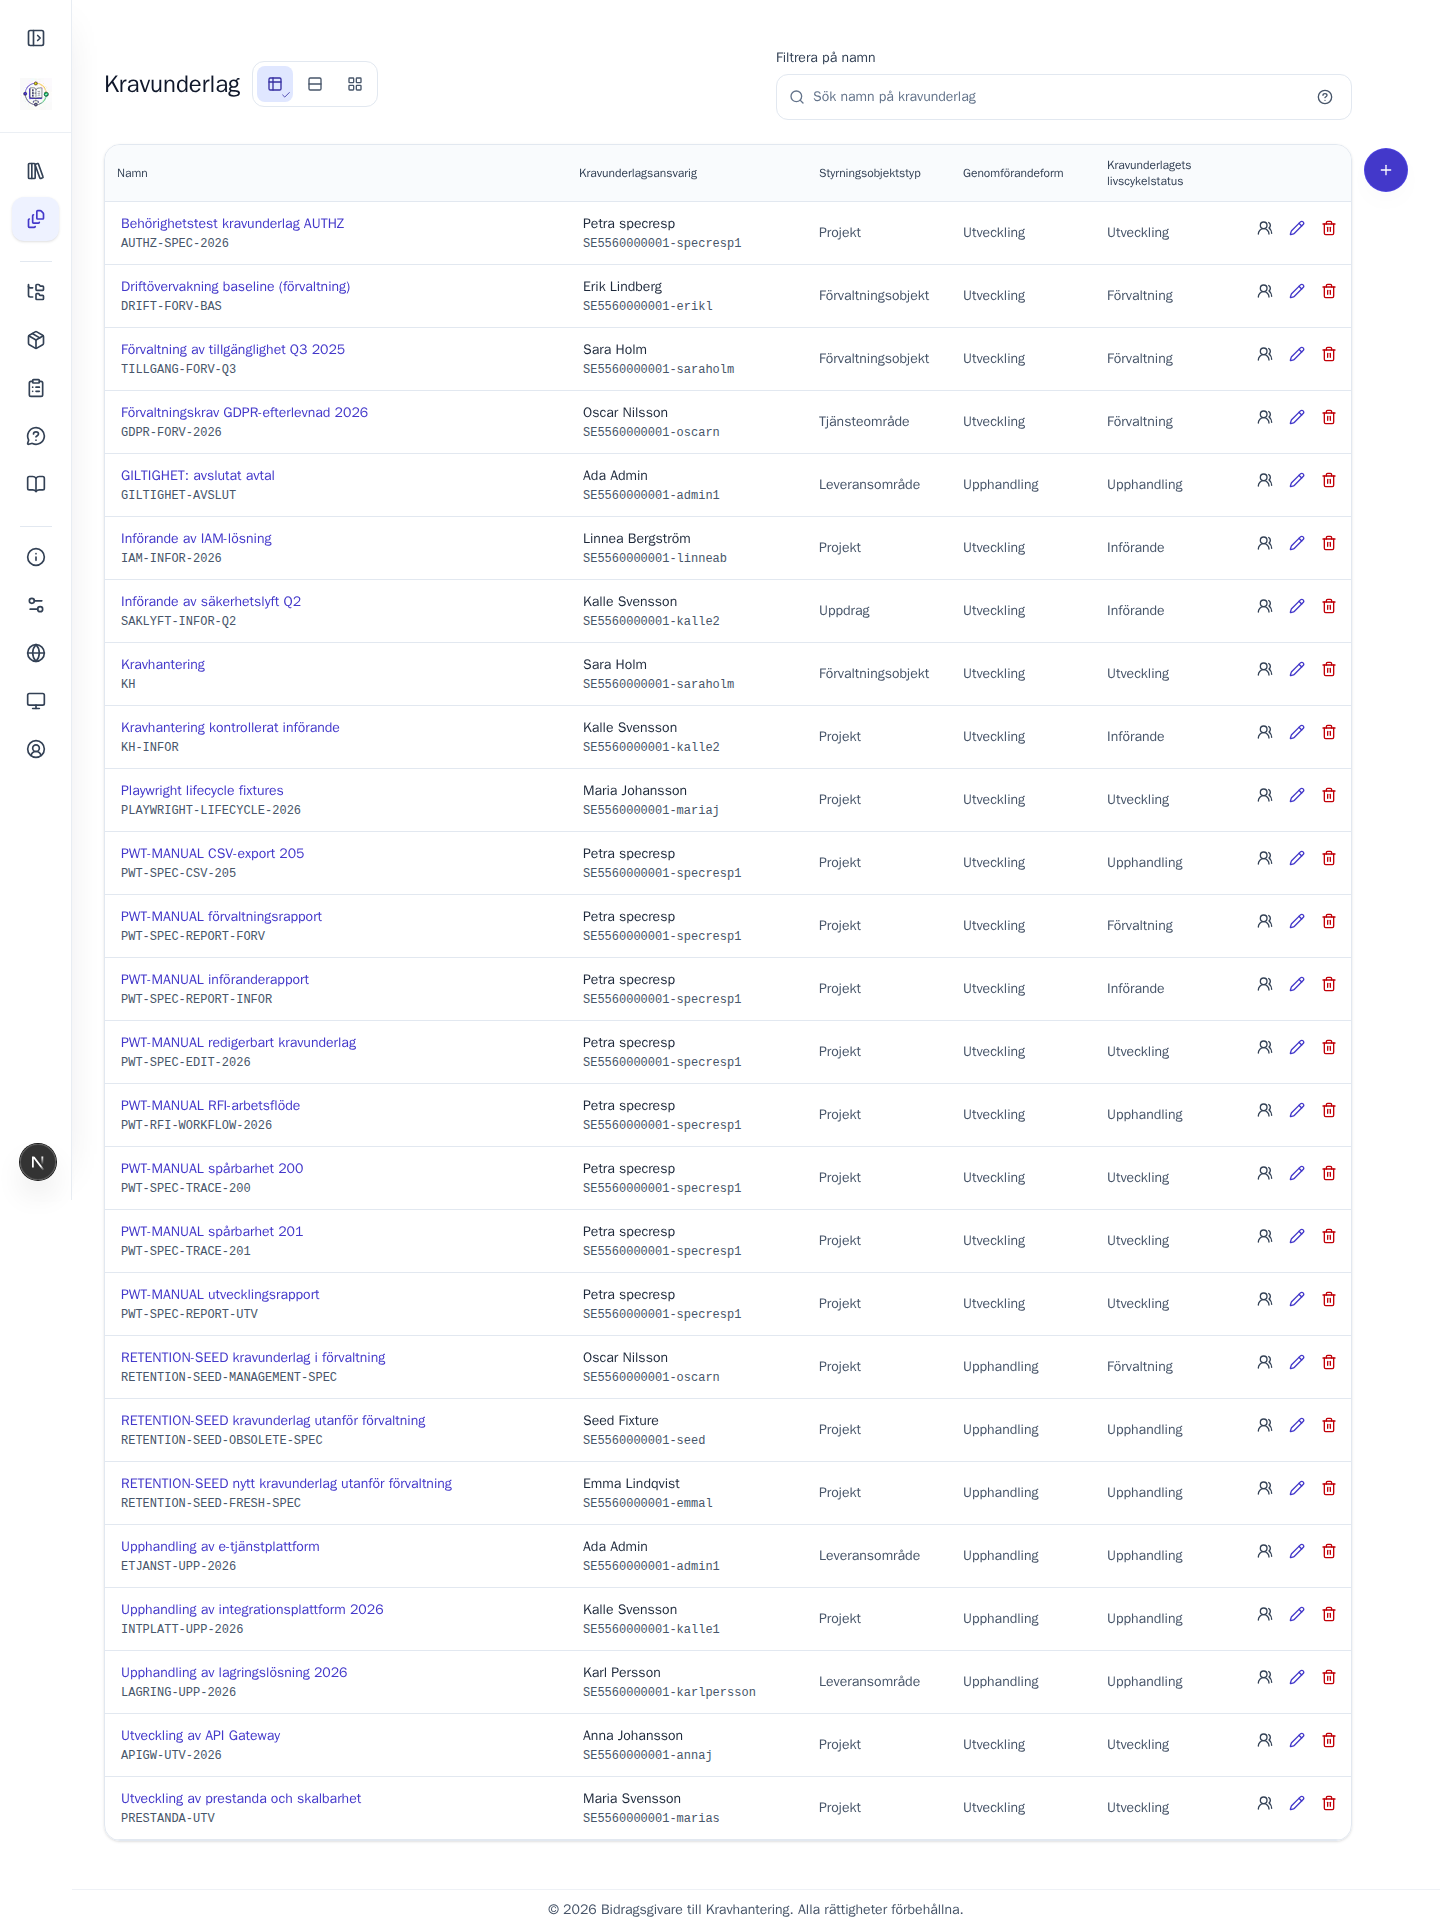 Kravunderlag
Filtrera på namn
Sök namn på kravunderlag
Namn Kravunderlagsansvarig Styrningsobjektstyp Genomförandeform Kravunderlagets livscykelstatus
Behörighetstest kravunderlag AUTHZ Petra specresp Projekt Utveckling Utveckling
AUTHZ-SPEC-2026 SE5560000001-specresp1
Driftövervakning baseline (förvaltning) Erik Lindberg Förvaltningsobjekt Utveckling Förvaltning
DRIFT-FORV-BAS SE5560000001-erikl
Förvaltning av tillgänglighet Q3 2025 Sara Holm Förvaltningsobjekt Utveckling Förvaltning
TILLGANG-FORV-Q3 SE5560000001-saraholm
Förvaltningskrav GDPR-efterlevnad 2026 Oscar Nilsson Tjänsteområde Utveckling Förvaltning
GDPR-FORV-2026 SE5560000001-oscarn
GILTIGHET: avslutat avtal Ada Admin Leveransområde Upphandling Upphandling
GILTIGHET-AVSLUT SE5560000001-admin1
Införande av IAM-lösning Linnea Bergström Projekt Utveckling Införande
IAM-INFOR-2026 SE5560000001-linneab
Införande av säkerhetslyft Q2 Kalle Svensson Uppdrag Utveckling Införande
SAKLYFT-INFOR-Q2 SE5560000001-kalle2
Kravhantering Sara Holm Förvaltningsobjekt Utveckling Utveckling
KH SE5560000001-saraholm
Kravhantering kontrollerat införande Kalle Svensson Projekt Utveckling Införande
KH-INFOR SE5560000001-kalle2
Playwright lifecycle fixtures Maria Johansson Projekt Utveckling Utveckling
PLAYWRIGHT-LIFECYCLE-2026 SE5560000001-mariaj
PWT-MANUAL CSV-export 205 Petra specresp Projekt Utveckling Upphandling
PWT-SPEC-CSV-205 SE5560000001-specresp1
PWT-MANUAL förvaltningsrapport Petra specresp Projekt Utveckling Förvaltning
PWT-SPEC-REPORT-FORV SE5560000001-specresp1
PWT-MANUAL införanderapport Petra specresp Projekt Utveckling Införande
PWT-SPEC-REPORT-INFOR SE5560000001-specresp1
PWT-MANUAL redigerbart kravunderlag Petra specresp Projekt Utveckling Utveckling
PWT-SPEC-EDIT-2026 SE5560000001-specresp1
PWT-MANUAL RFI-arbetsflöde Petra specresp Projekt Utveckling Upphandling
PWT-RFI-WORKFLOW-2026 SE5560000001-specresp1
PWT-MANUAL spårbarhet 200 Petra specresp Projekt Utveckling Utveckling
PWT-SPEC-TRACE-200 SE5560000001-specresp1
PWT-MANUAL spårbarhet 201 Petra specresp Projekt Utveckling Utveckling
PWT-SPEC-TRACE-201 SE5560000001-specresp1
PWT-MANUAL utvecklingsrapport Petra specresp Projekt Utveckling Utveckling
PWT-SPEC-REPORT-UTV SE5560000001-specresp1
RETENTION-SEED kravunderlag i förvaltning Oscar Nilsson Projekt Upphandling Förvaltning
RETENTION-SEED-MANAGEMENT-SPEC SE5560000001-oscarn
RETENTION-SEED kravunderlag utanför förvaltning Seed Fixture Projekt Upphandling Upphandling
RETENTION-SEED-OBSOLETE-SPEC SE5560000001-seed
RETENTION-SEED nytt kravunderlag utanför förvaltning Emma Lindqvist Projekt Upphandling Upphandling
RETENTION-SEED-FRESH-SPEC SE5560000001-emmal
Upphandling av e-tjänstplattform Ada Admin Leveransområde Upphandling Upphandling
ETJANST-UPP-2026 SE5560000001-admin1
Upphandling av integrationsplattform 2026 Kalle Svensson Projekt Upphandling Upphandling
INTPLATT-UPP-2026 SE5560000001-kalle1
Upphandling av lagringslösning 2026 Karl Persson Leveransområde Upphandling Upphandling
LAGRING-UPP-2026 SE5560000001-karlpersson
Utveckling av API Gateway Anna Johansson Projekt Utveckling Utveckling
APIGW-UTV-2026 SE5560000001-annaj
Utveckling av prestanda och skalbarhet Maria Svensson Projekt Utveckling Utveckling
PRESTANDA-UTV SE5560000001-marias
N
© 2026 Bidragsgivare till Kravhantering. Alla rättigheter förbehållna.